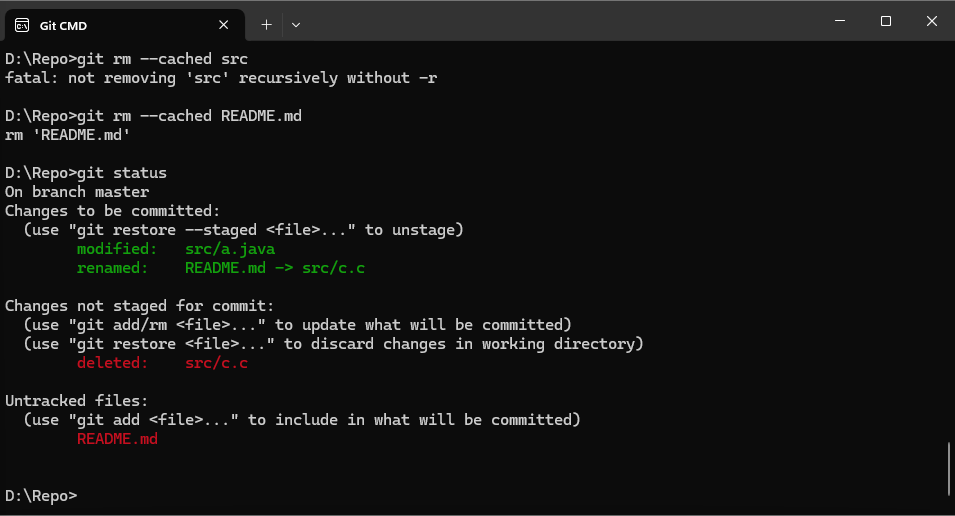 Git CMD
D:\Repo>git rm --cached src
fatal: not removing 'src' recursively without -r
D:\Repo>git rm --cached README.md
rm 'README.md'
D:\Repo>git status
On branch master
Changes to be committed:
  (use "git restore --staged <file>..." to unstage)
        modified:   src/a.java
        renamed:    README.md -> src/c.c
Changes not staged for commit:
  (use "git add/rm <file>..." to update what will be committed)
  (use "git restore <file>..." to discard changes in working directory)
        deleted:    src/c.c
Untracked files:
  (use "git add <file>..." to include in what will be committed)
        README.md
D:\Repo>